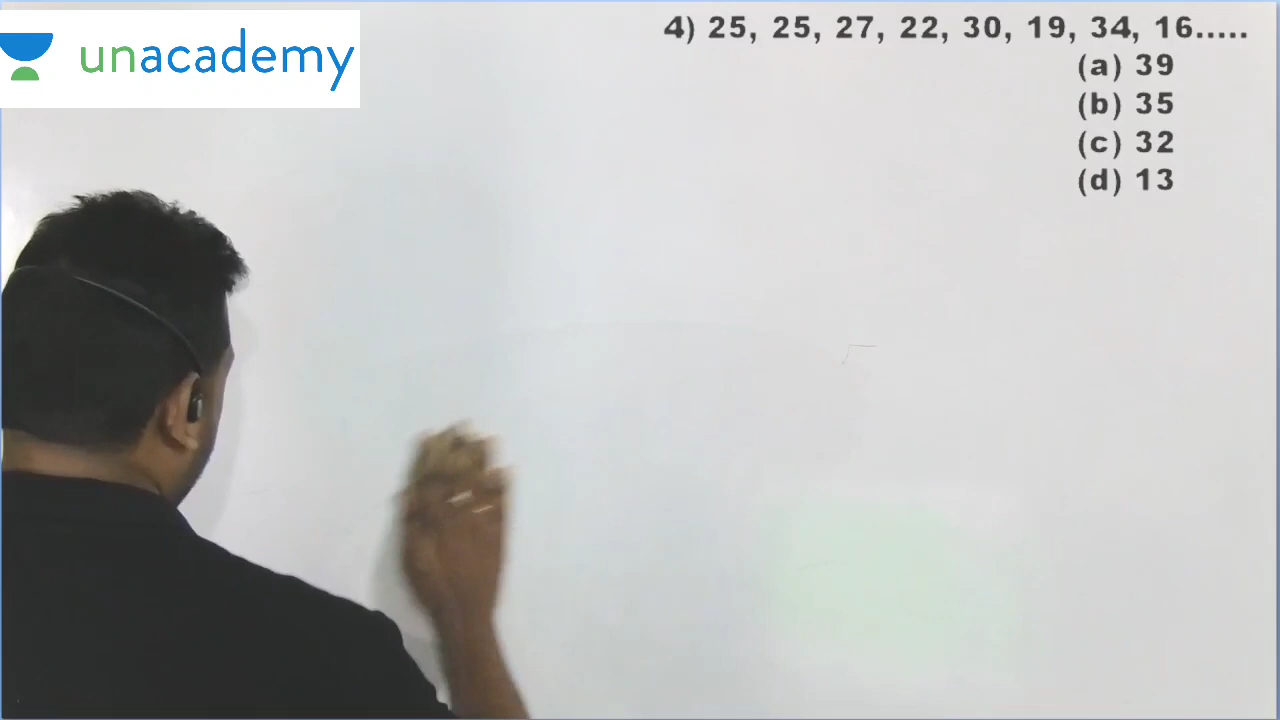 unacademy
4) 25, 25, 27, 22, 30, 19, 34, 16.....
(a) 39
(b) 35
(c) 32
(d) 13